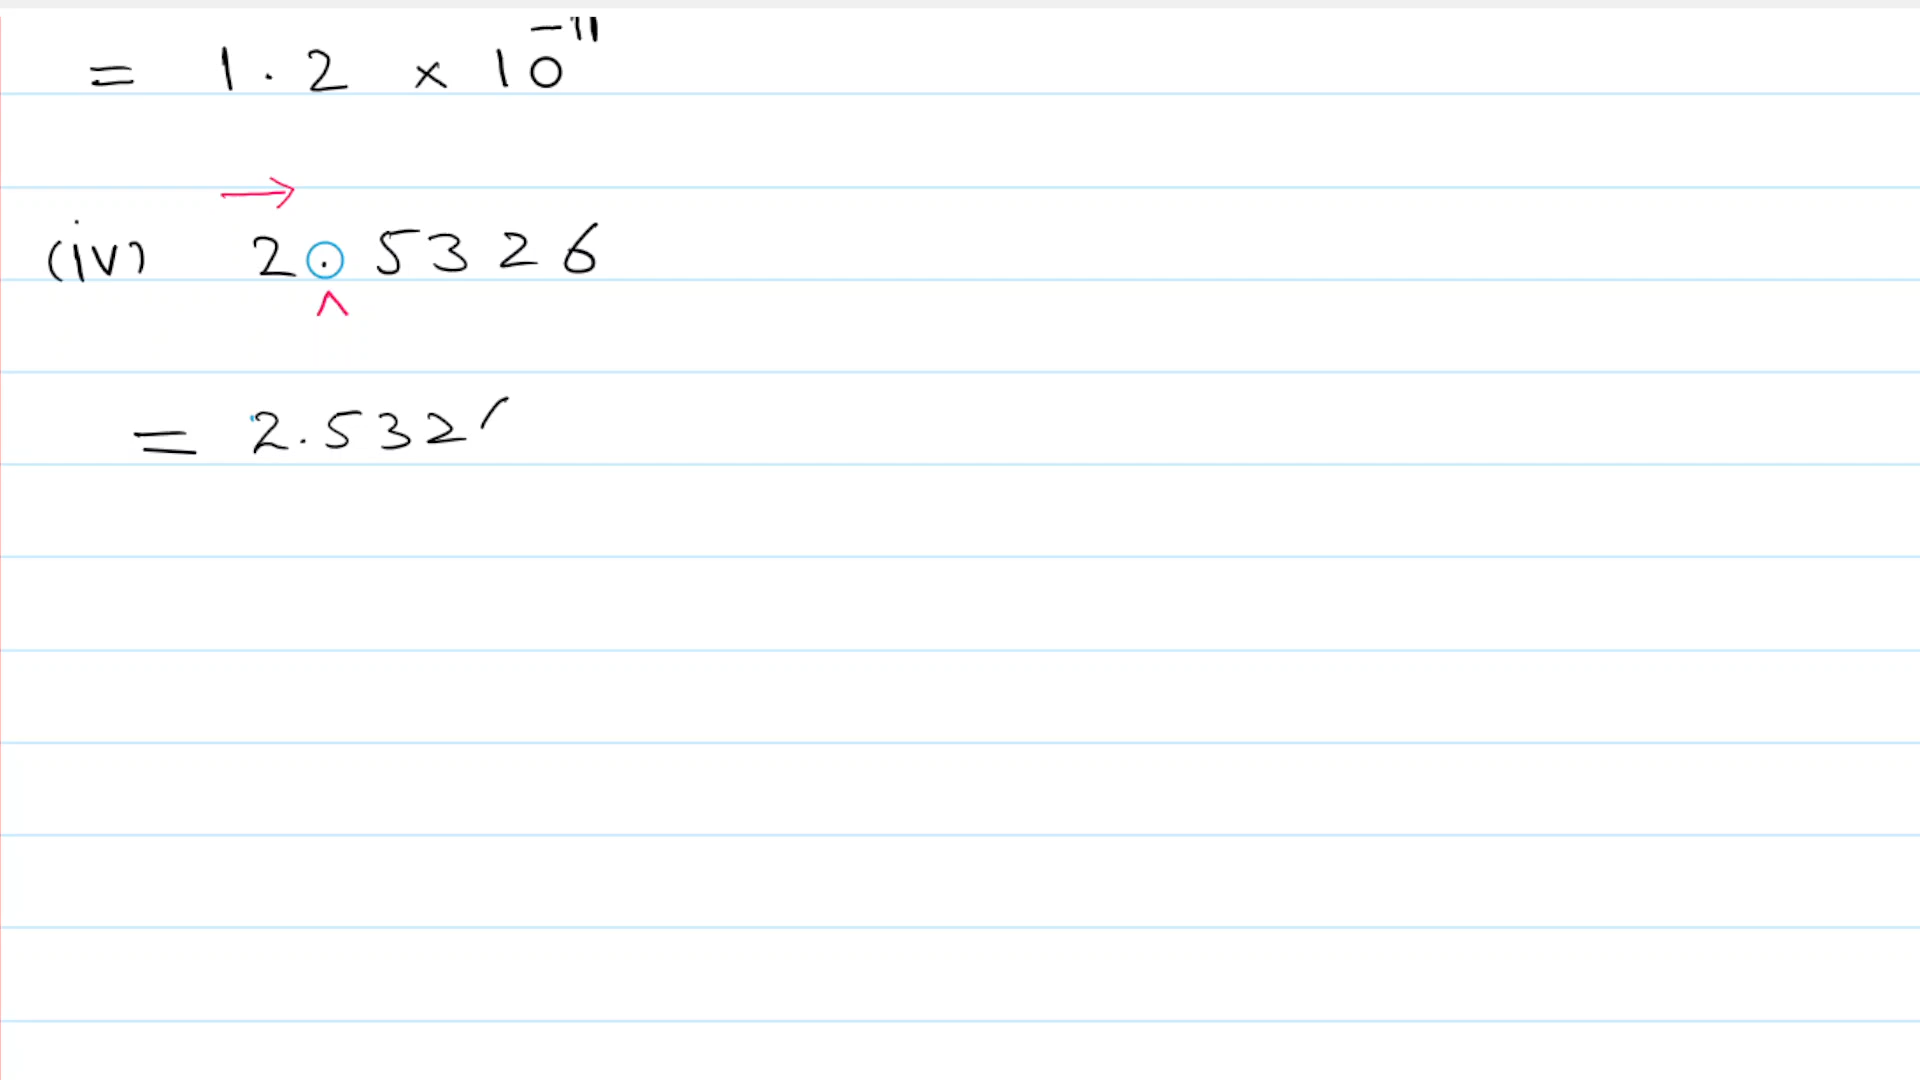 = 1.2 × 10⁻¹¹
(iv) 2.5326
= 2.532